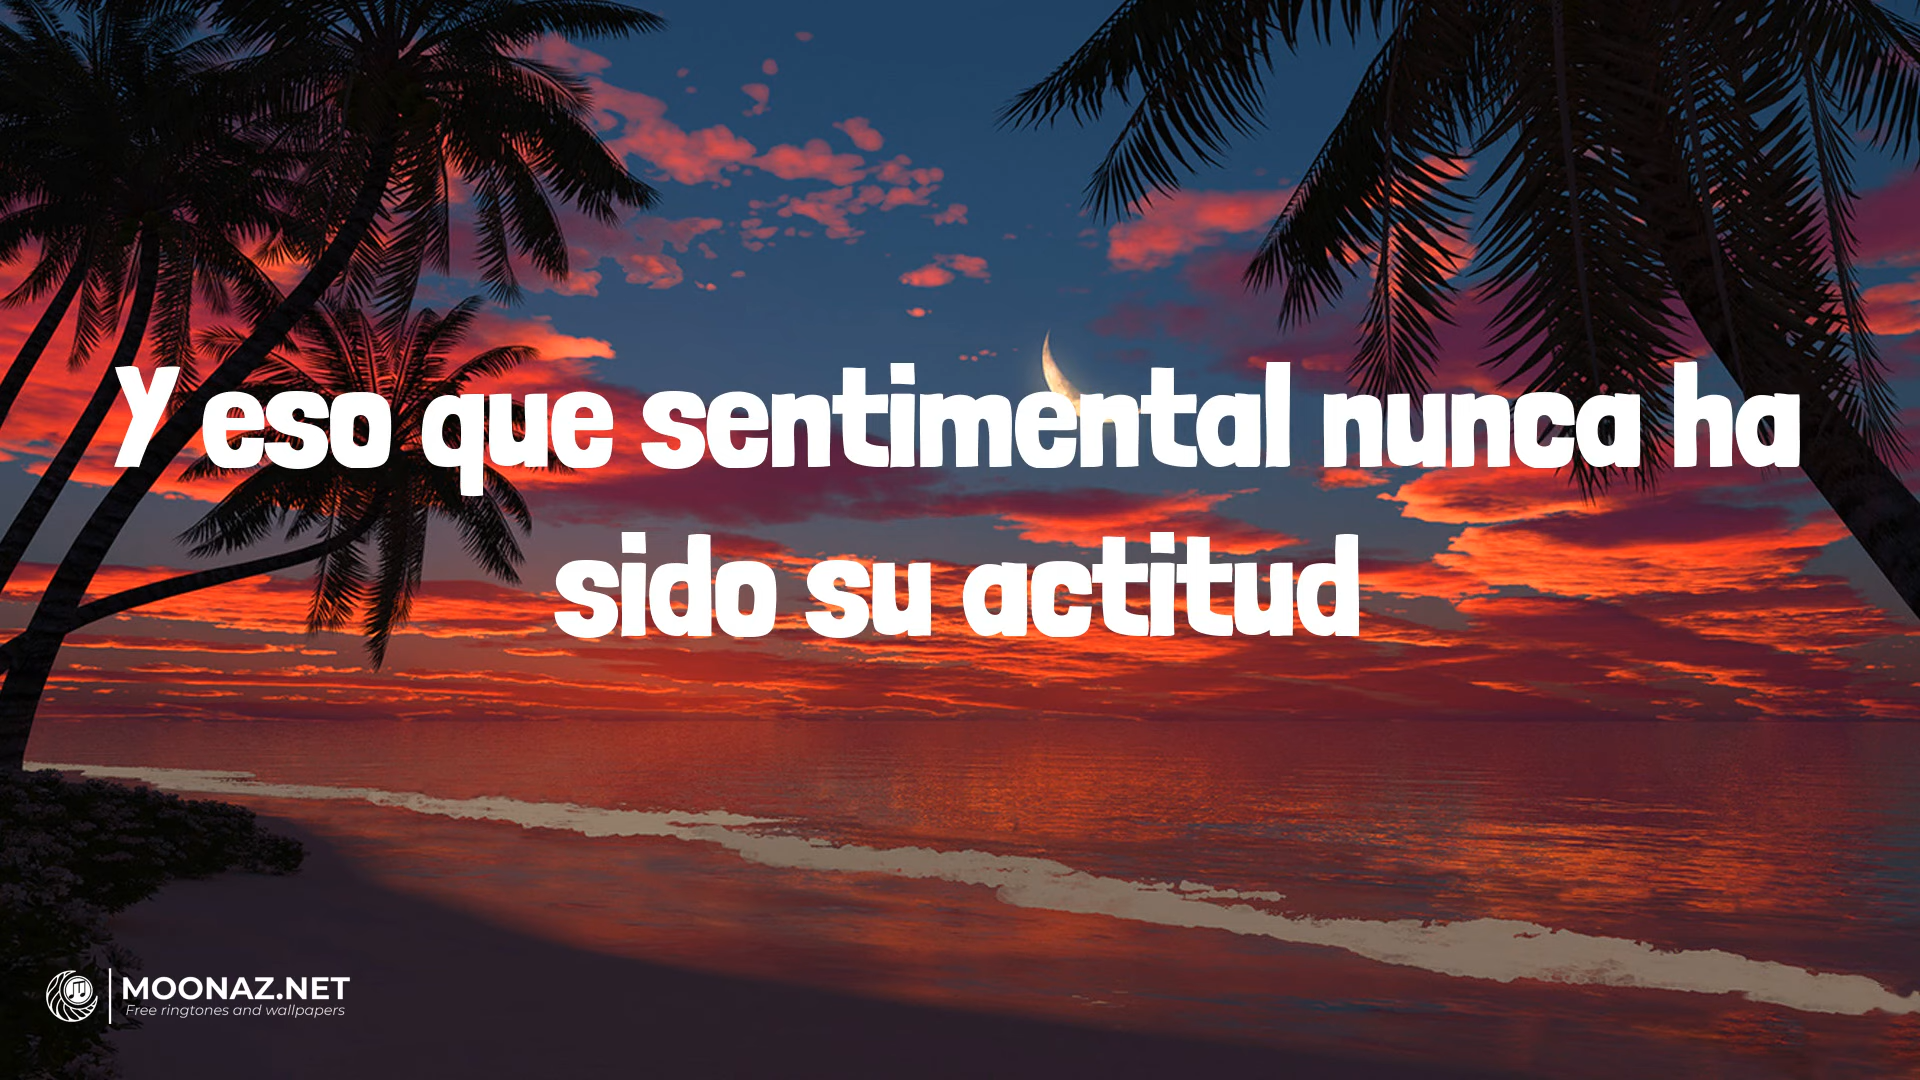 Y eso que sentimental nunca ha
sido su actitud
MOONAZ.NET
Free ringtones and wallpapers